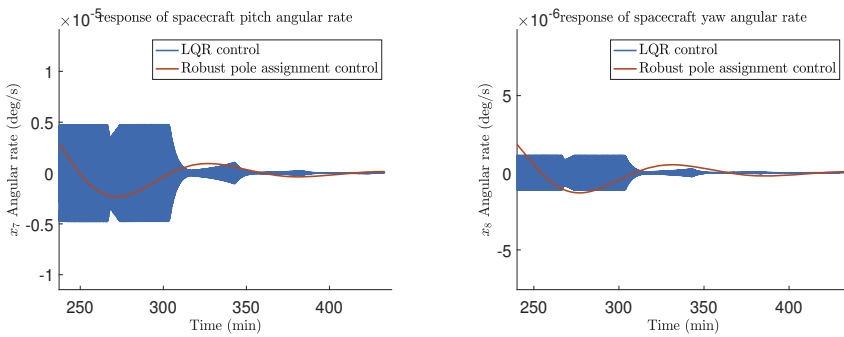 ×10⁻⁵
response of spacecraft pitch angular rate
LQR control
Robust pole assignment control
1
0.5
0
-0.5
-1
x₇ Angular rate (deg/s)
250 300 350 400
Time (min)
×10⁻⁶
response of spacecraft yaw angular rate
LQR control
Robust pole assignment control
5
0
-5
x₈ Angular rate (deg/s)
250 300 350 400
Time (min)